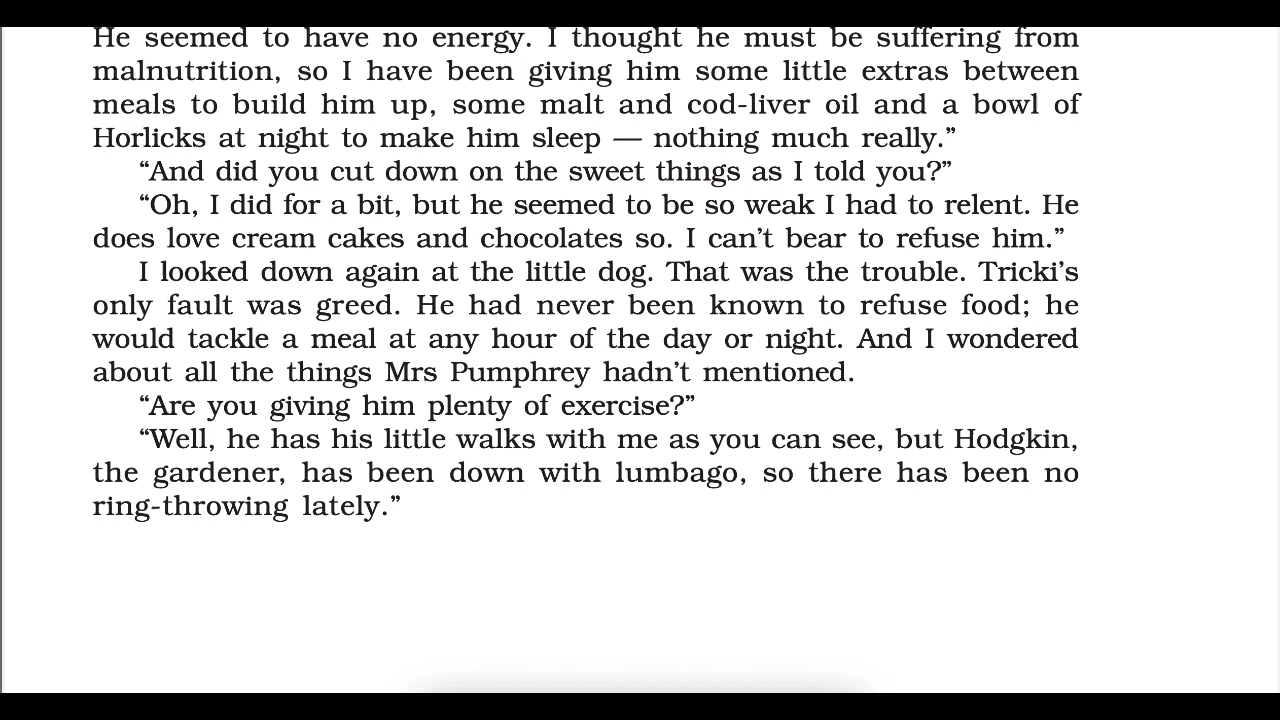 He seemed to have no energy. I thought he must be suffering from
malnutrition, so I have been giving him some little extras between
meals to build him up, some malt and cod-liver oil and a bowl of
Horlicks at night to make him sleep — nothing much really.”
“And did you cut down on the sweet things as I told you?”
“Oh, I did for a bit, but he seemed to be so weak I had to relent. He
does love cream cakes and chocolates so. I can’t bear to refuse him.”
I looked down again at the little dog. That was the trouble. Tricki’s
only fault was greed. He had never been known to refuse food; he
would tackle a meal at any hour of the day or night. And I wondered
about all the things Mrs Pumphrey hadn’t mentioned.
“Are you giving him plenty of exercise?”
“Well, he has his little walks with me as you can see, but Hodgkin,
the gardener, has been down with lumbago, so there has been no
ring-throwing lately.”